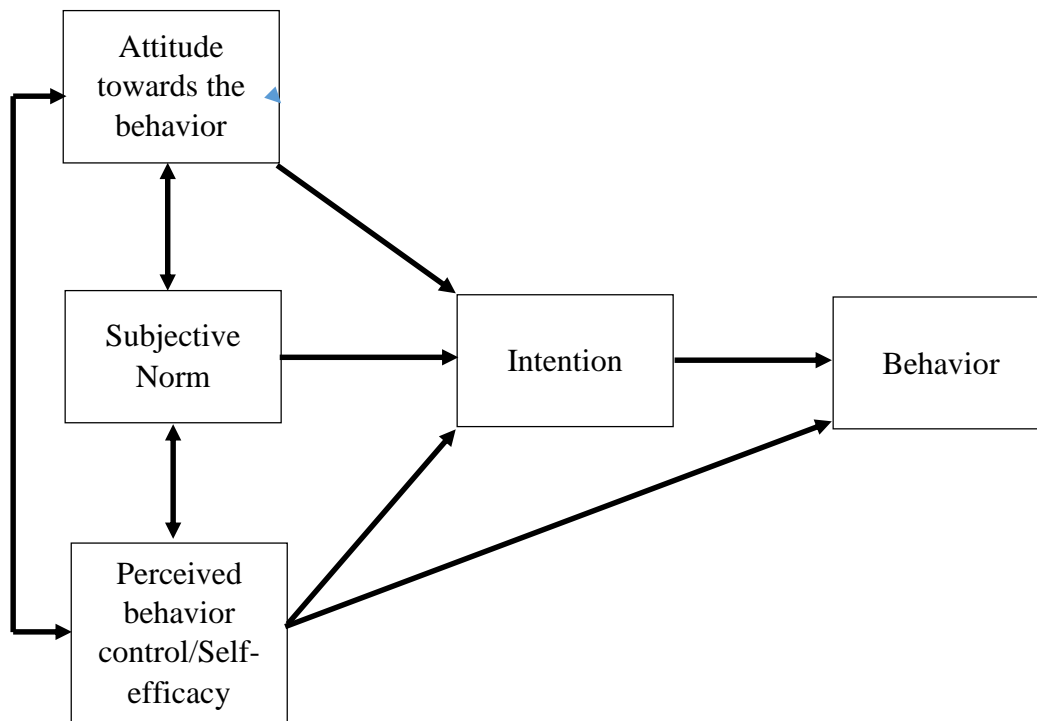 Attitude
towards the
behavior
Subjective
Norm
Intention
Behavior
Perceived
behavior
control/Self-
efficacy